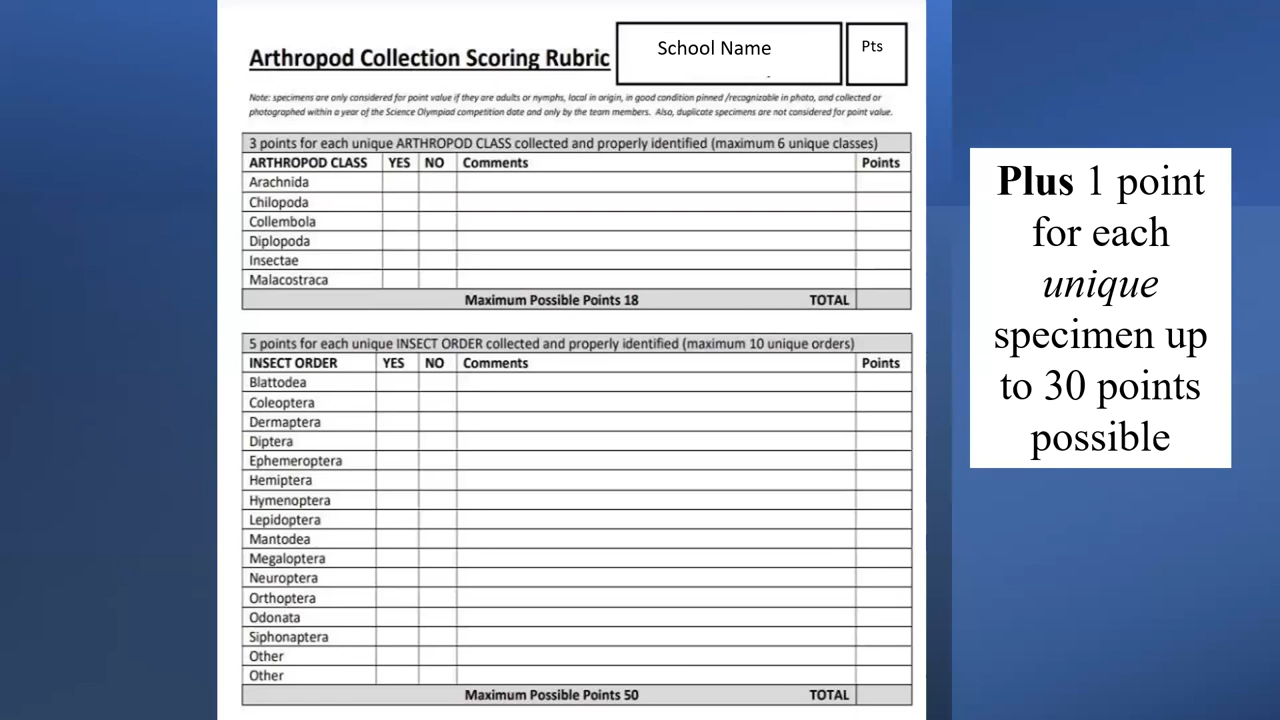 Arthropod Collection Scoring Rubric
School Name
Pts
Note: specimens are only considered for point value if they are adults or nymphs, local in origin, in good condition pinned /recognizable in photo, and collected or
photographed within a year of the Science Olympiad competition date and only by the team members. Also, duplicate specimens are not considered for point value.
3 points for each unique ARTHROPOD CLASS collected and properly identified (maximum 6 unique classes)
ARTHROPOD CLASS YES NO Comments Points
Arachnida
Chilopoda
Collembola
Diplopoda
Insectae
Malacostraca
Maximum Possible Points 18 TOTAL
5 points for each unique INSECT ORDER collected and properly identified (maximum 10 unique orders)
INSECT ORDER YES NO Comments Points
Blattodea
Coleoptera
Dermaptera
Diptera
Ephemeroptera
Hemiptera
Hymenoptera
Lepidoptera
Mantodea
Megaloptera
Neuroptera
Orthoptera
Odonata
Siphonaptera
Other
Other
Maximum Possible Points 50 TOTAL
Plus 1 point
for each
unique
specimen up
to 30 points
possible